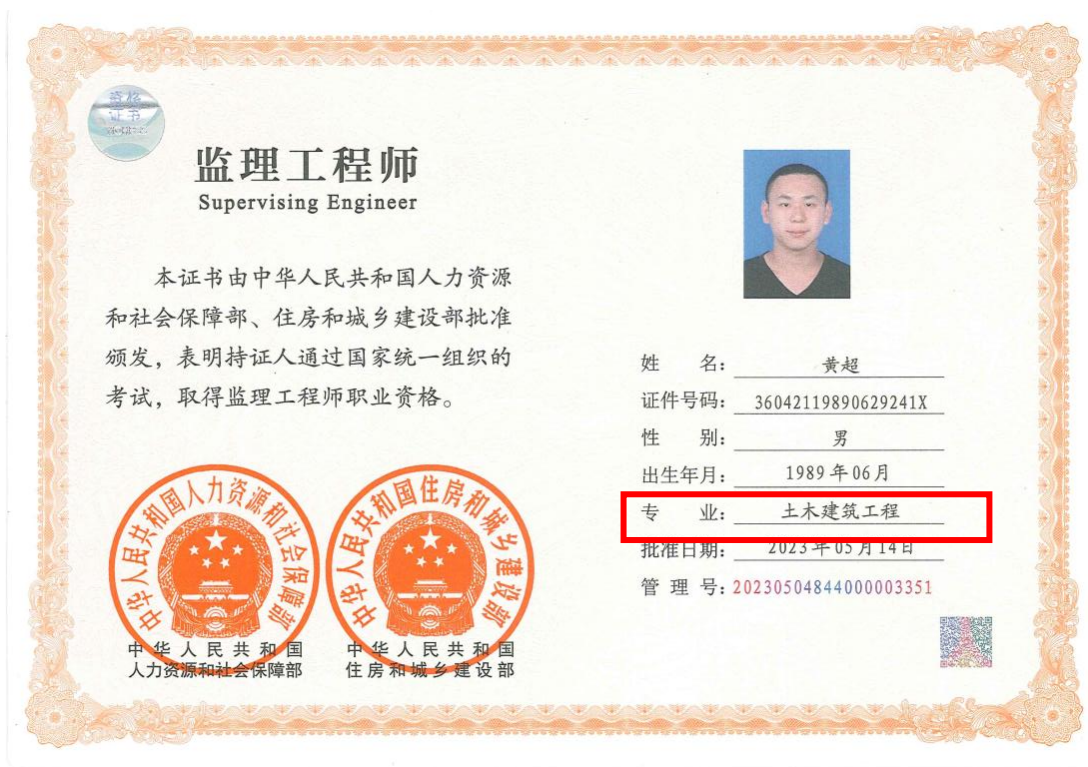 资格
证书
监理工程师
Supervising Engineer
本证书由中华人民共和国人力资源
和社会保障部、住房和城乡建设部批准
颁发，表明持证人通过国家统一组织的
考试，取得监理工程师职业资格。
姓 名：黄超
证件号码：36042119890629241X
性 别：男
出生年月：1989年06月
专 业：土木建筑工程
批准日期：2023年05月14日
管 理 号：20230504844000003351
中华人民共和国人力资源和社会保障部
中华人民共和国住房和城乡建设部
中华人民共和国
人力资源和社会保障部
中华人民共和国
住房和城乡建设部